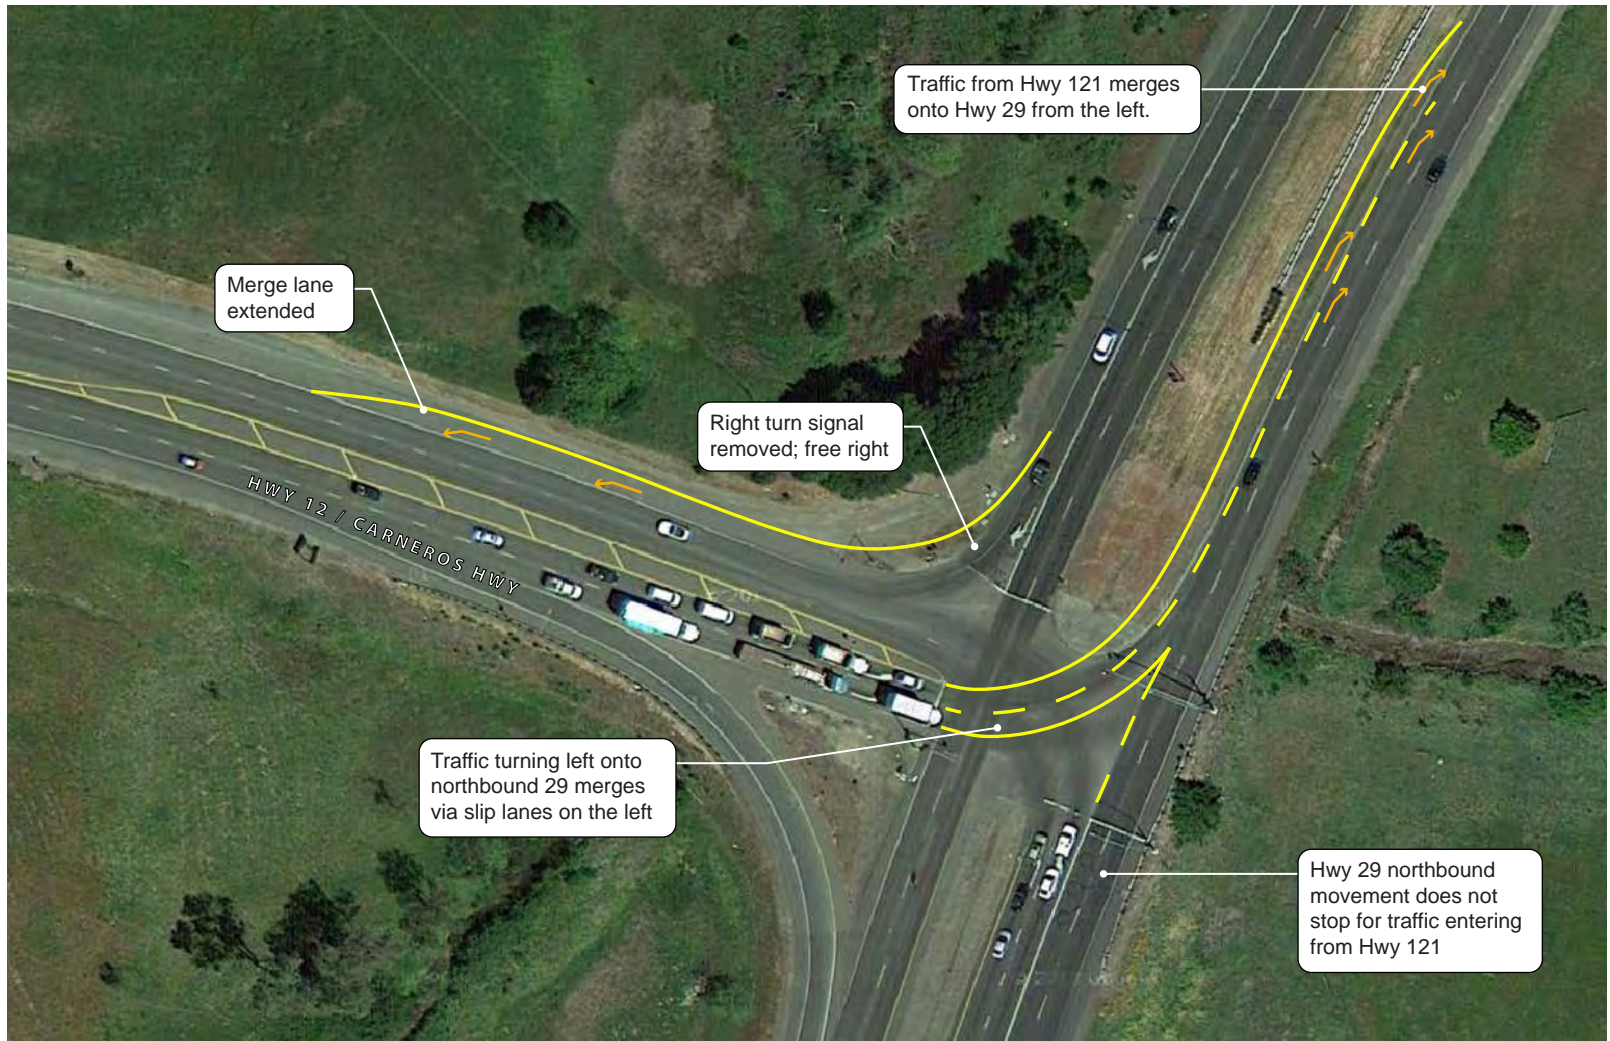 Traffic from Hwy 121 merges
onto Hwy 29 from the left.
Merge lane
extended
Right turn signal
removed; free right
HWY 12 / CARNEROS HWY
Traffic turning left onto
northbound 29 merges
via slip lanes on the left
Hwy 29 northbound
movement does not
stop for traffic entering
from Hwy 121